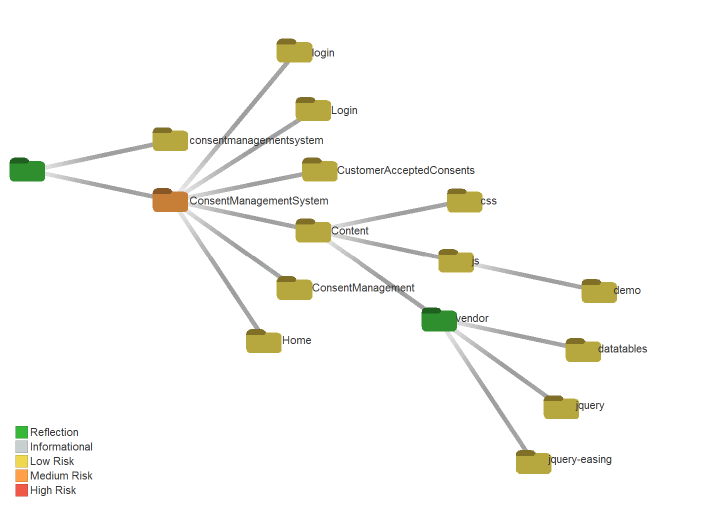 login
Login
consentmanagementsystem
CustomerAcceptedConsents
ConsentManagementSystem
css
Content
js
ConsentManagement
demo
vendor
Home
datatables
jquery
jquery-easing
Reflection
Informational
Low Risk
Medium Risk
High Risk